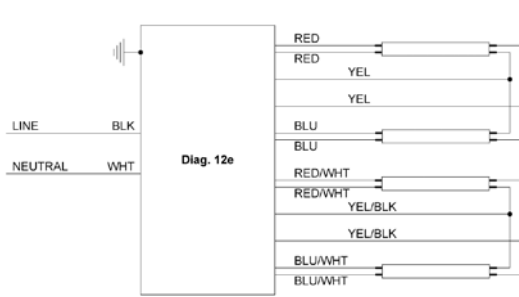 RED
RED
YEL
YEL
LINE BLK
BLU
BLU
Diag. 12e
NEUTRAL WHT
RED/WHT
RED/WHT
YEL/BLK
YEL/BLK
BLU/WHT
BLU/WHT